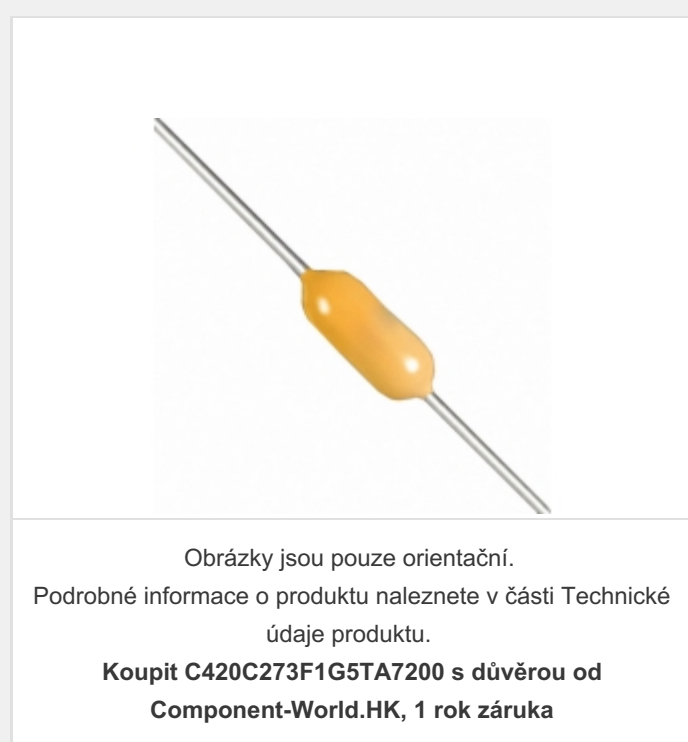 Obrázky jsou pouze orientační.
Podrobné informace o produktu naleznete v části Technické
údaje produktu.
Koupit C420C273F1G5TA7200 s důvěrou od
Component-World.HK, 1 rok záruka